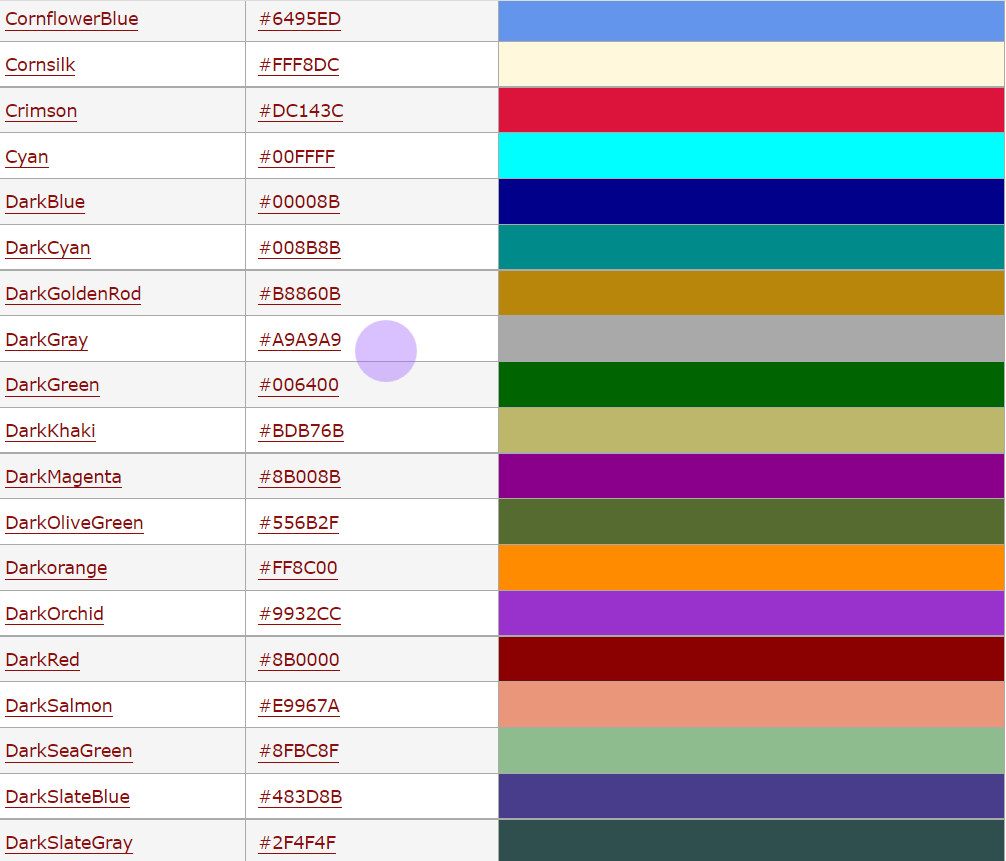 CornflowerBlue #6495ED
Cornsilk #FFF8DC
Crimson #DC143C
Cyan #00FFFF
DarkBlue #00008B
DarkCyan #008B8B
DarkGoldenRod #B8860B
DarkGray #A9A9A9
DarkGreen #006400
DarkKhaki #BDB76B
DarkMagenta #8B008B
DarkOliveGreen #556B2F
Darkorange #FF8C00
DarkOrchid #9932CC
DarkRed #8B0000
DarkSalmon #E9967A
DarkSeaGreen #8FBC8F
DarkSlateBlue #483D8B
DarkSlateGray #2F4F4F